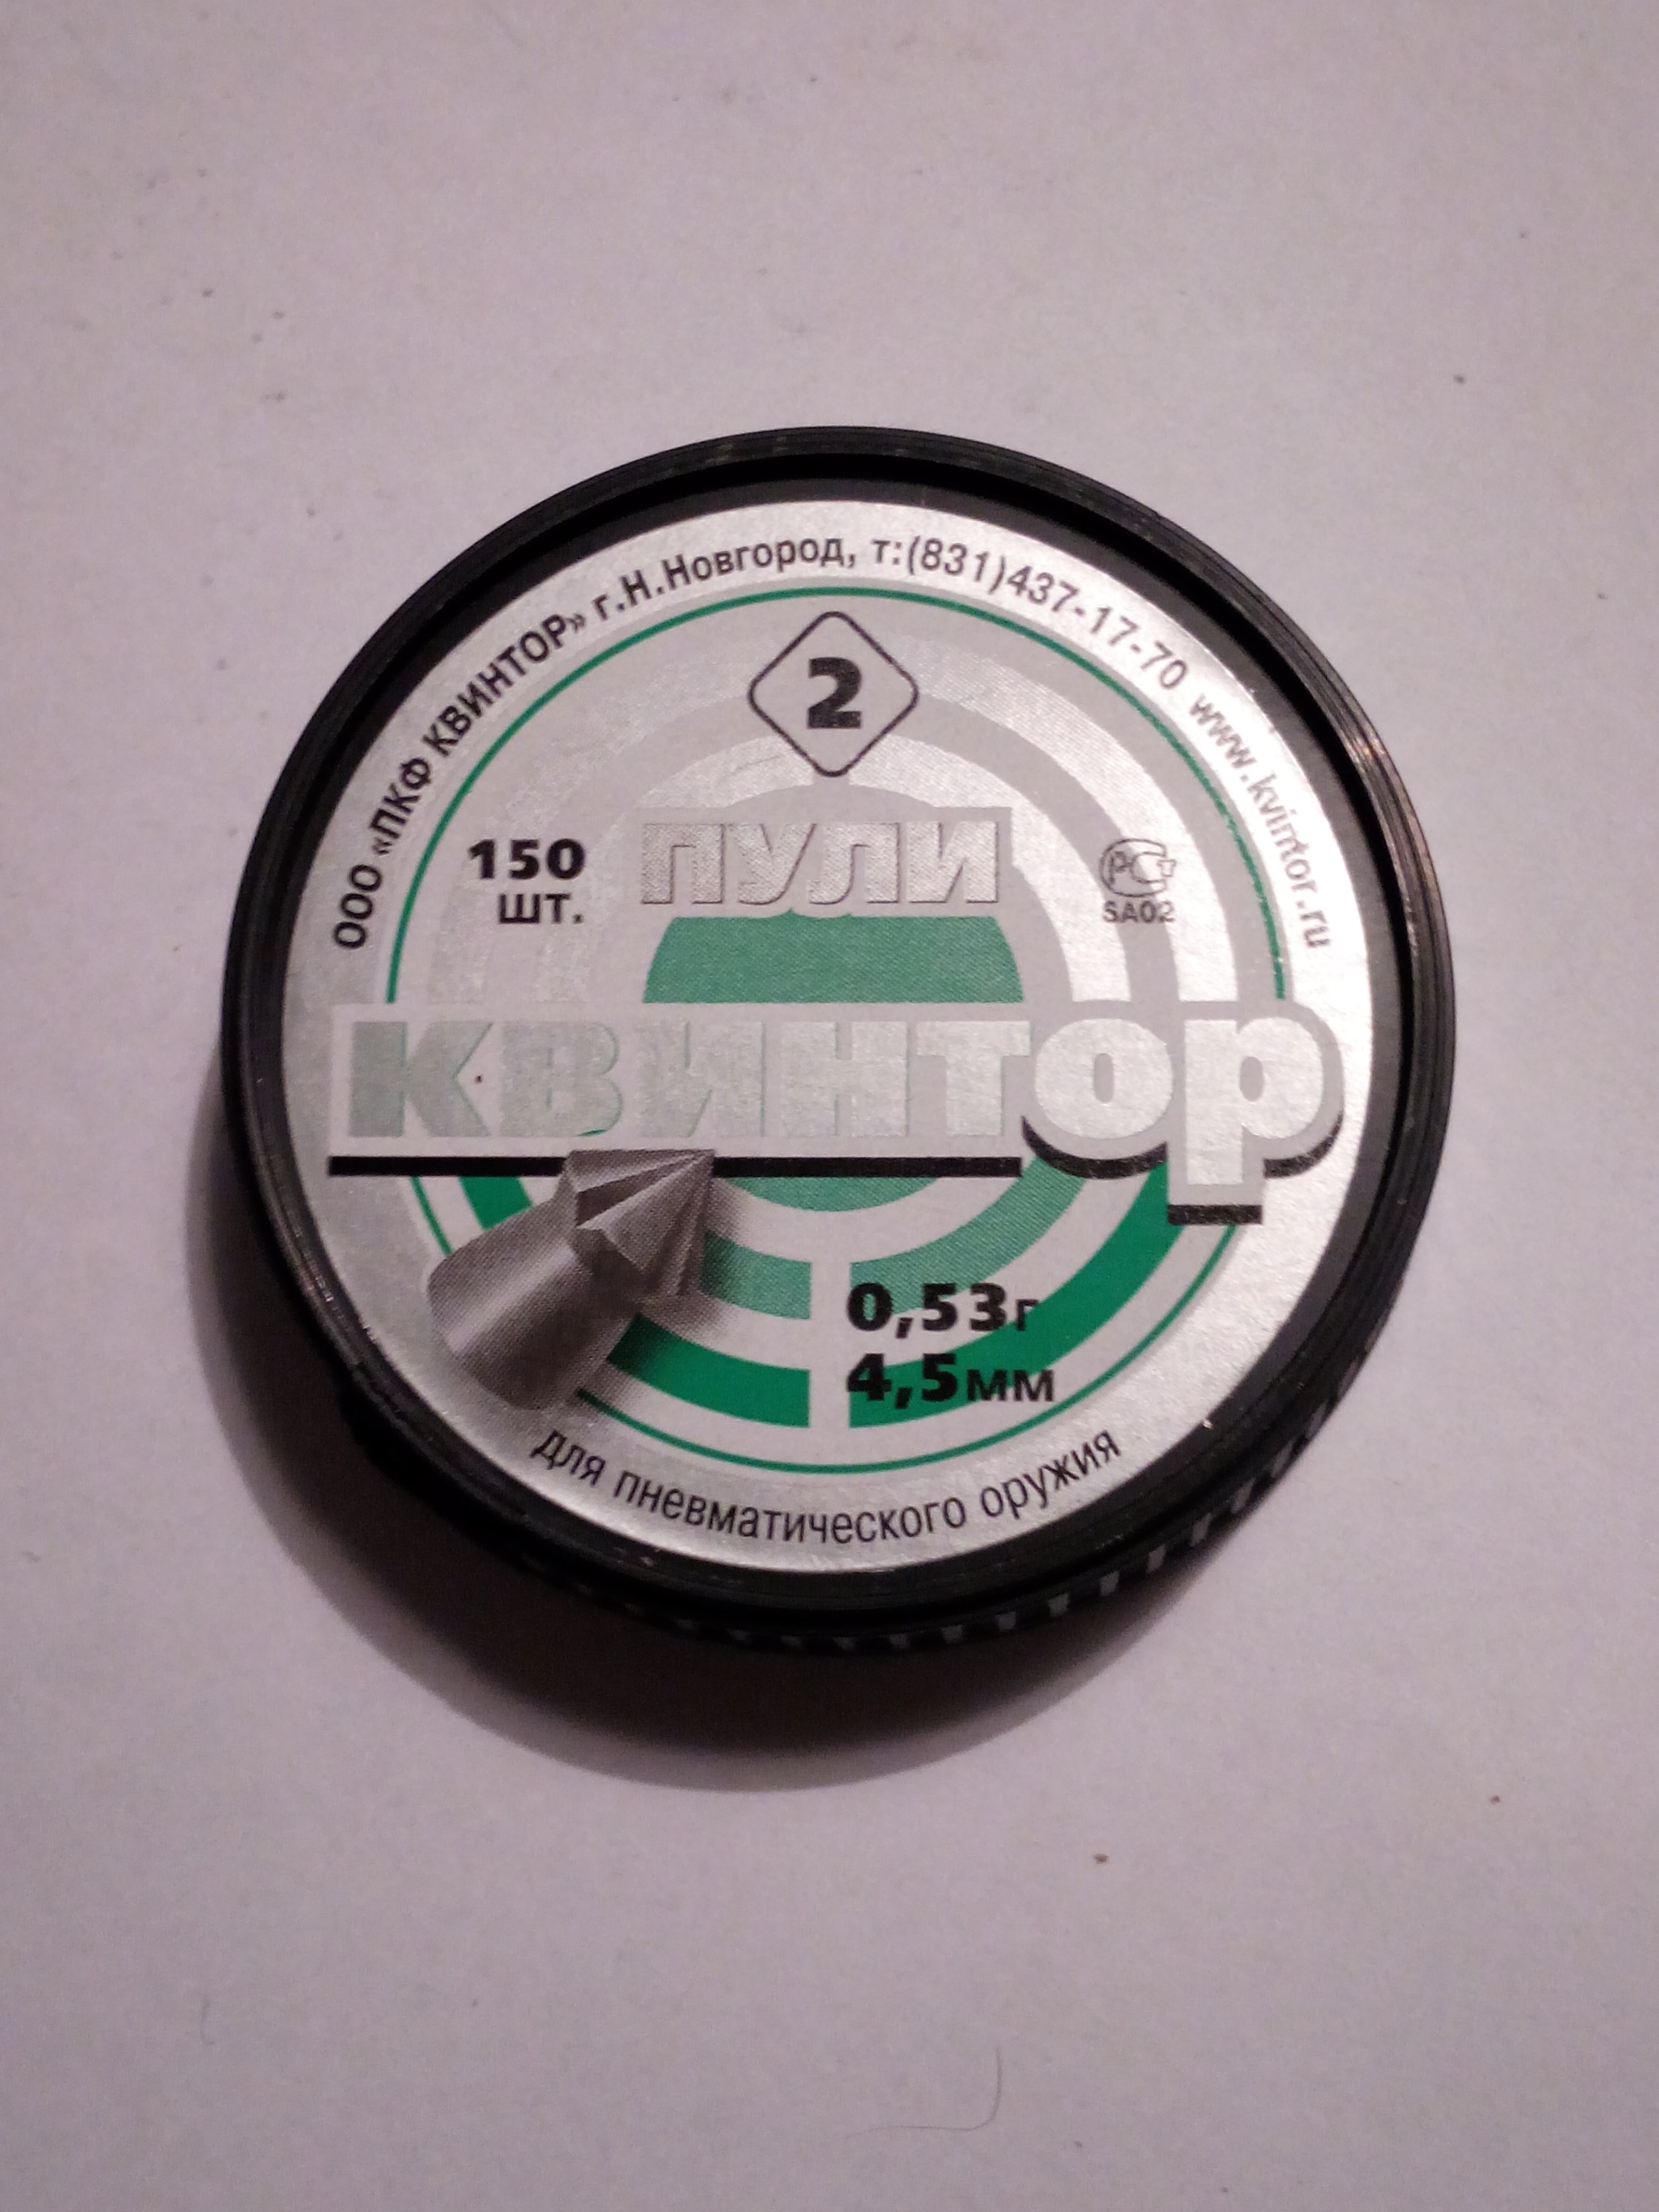 ООО «ПКФ КВИНТОР» г.Н.Новгород, т:(831)437-17-70 www.kvintor.ru
2
150
шт.
ПУЛИ
РС
SA02
КВИНТОР
0,53г
4,5мм
для пневматического оружия